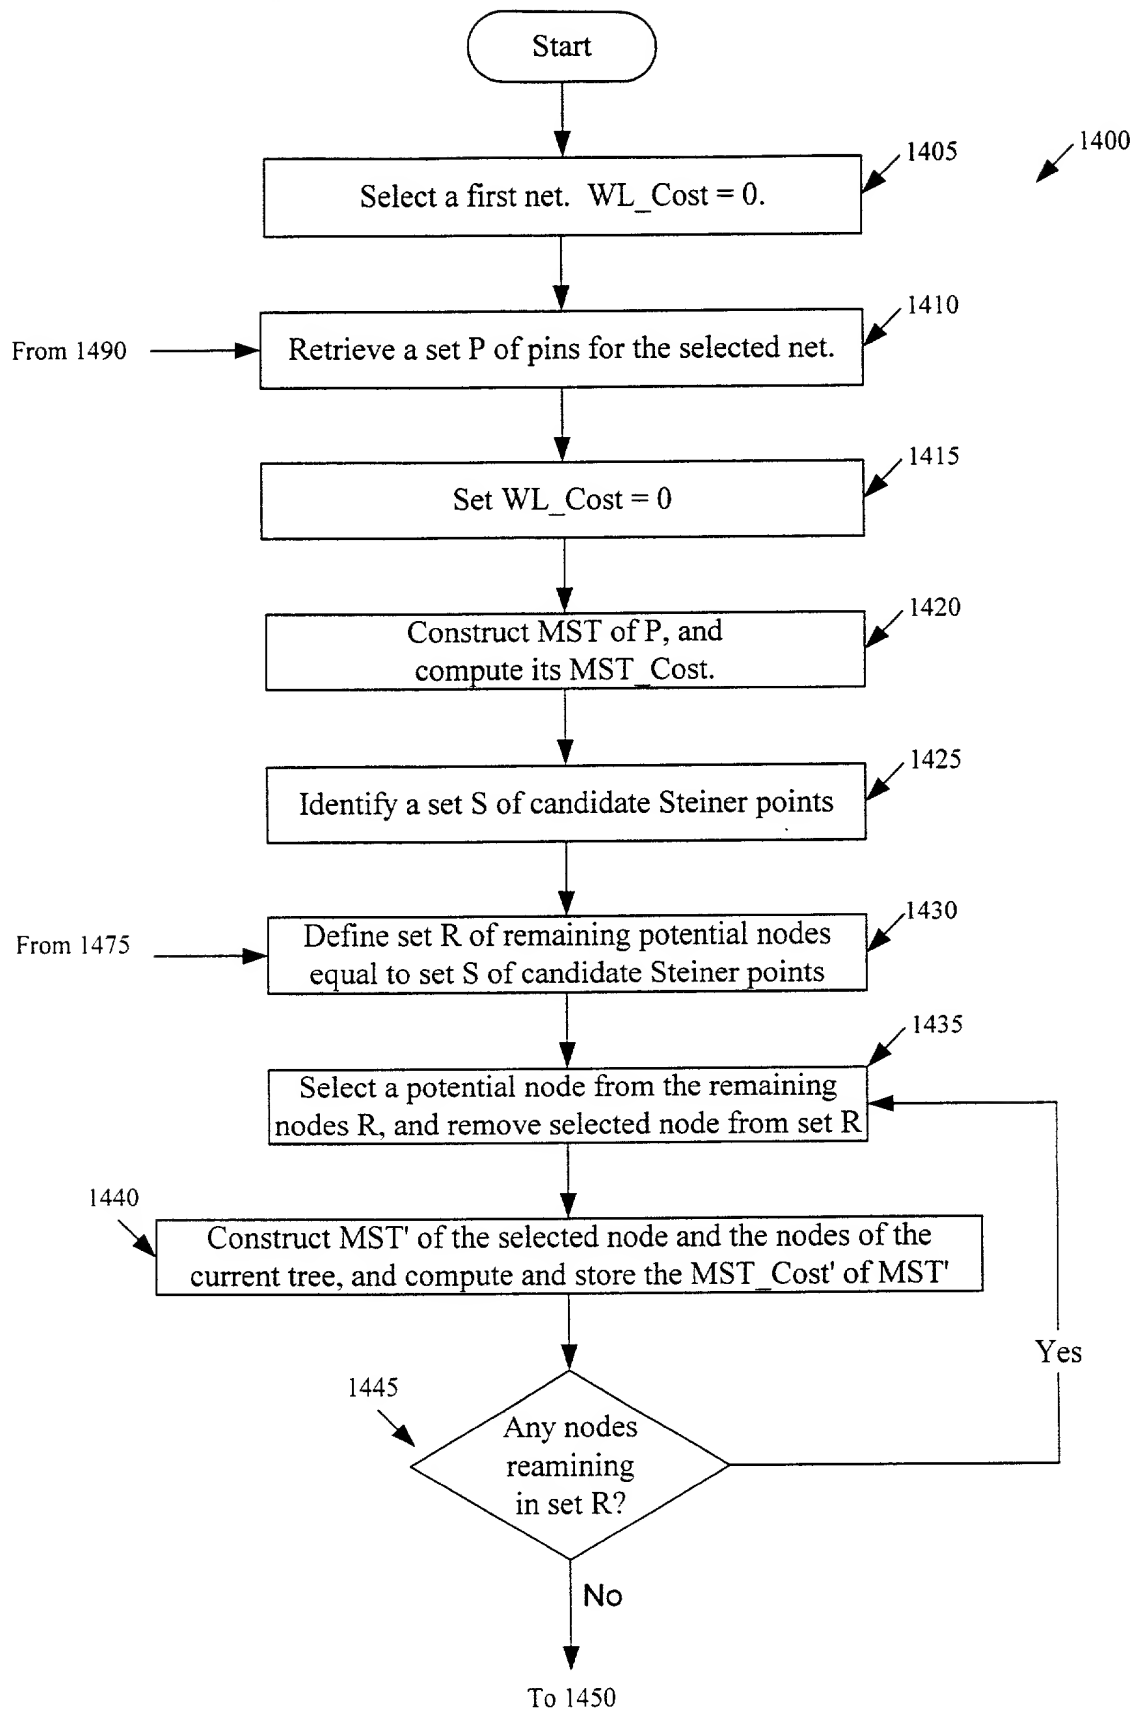 Start
1405
1400
Select a first net. WL_Cost = 0.
1410
From 1490
Retrieve a set P of pins for the selected net.
1415
Set WL_Cost = 0
1420
Construct MST of P, and
compute its MST_Cost.
1425
Identify a set S of candidate Steiner points
1430
From 1475
Define set R of remaining potential nodes
equal to set S of candidate Steiner points
1435
Select a potential node from the remaining
nodes R, and remove selected node from set R
1440
Construct MST' of the selected node and the nodes of the
current tree, and compute and store the MST_Cost' of MST'
Yes
1445
Any nodes
reamining
in set R?
No
To 1450